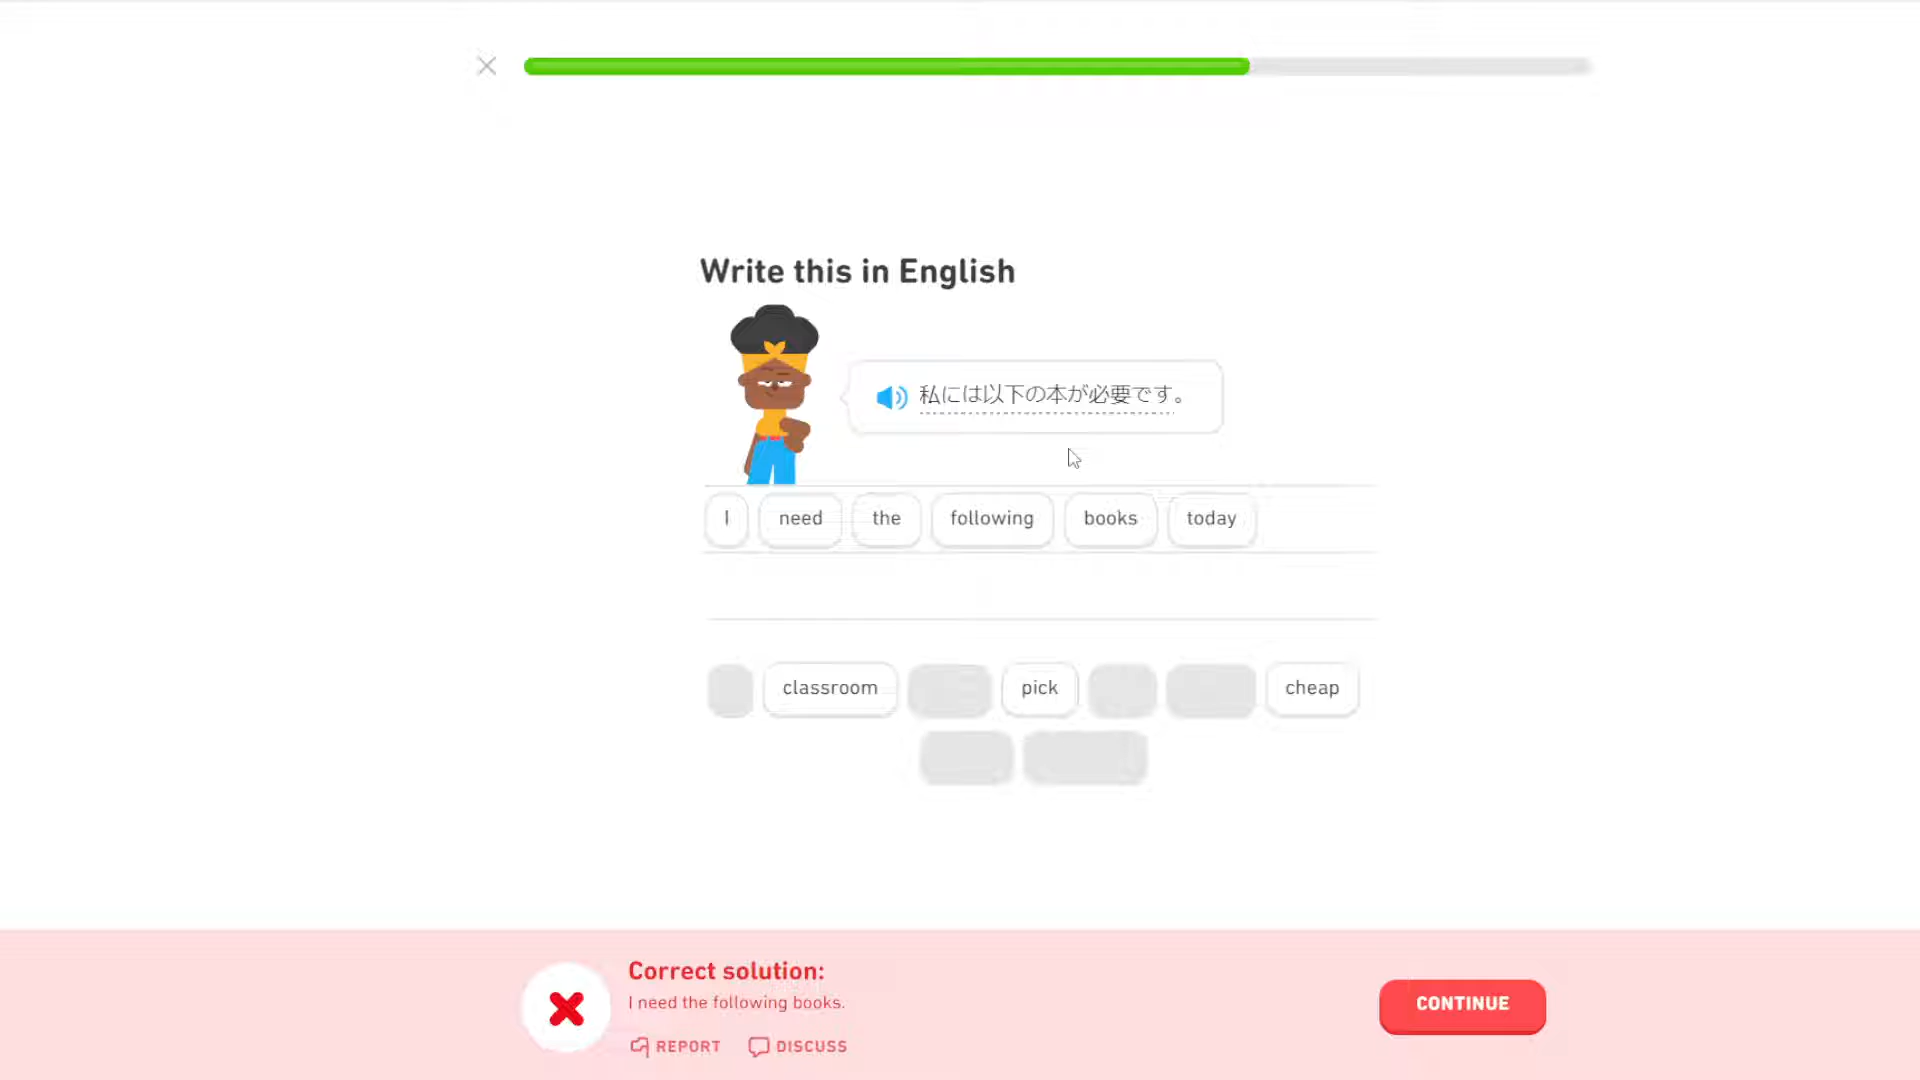 Write this in English
私には以下の本が必要です。
I need the following books today
classroom pick cheap
Correct solution:
I need the following books.
REPORT DISCUSS
CONTINUE